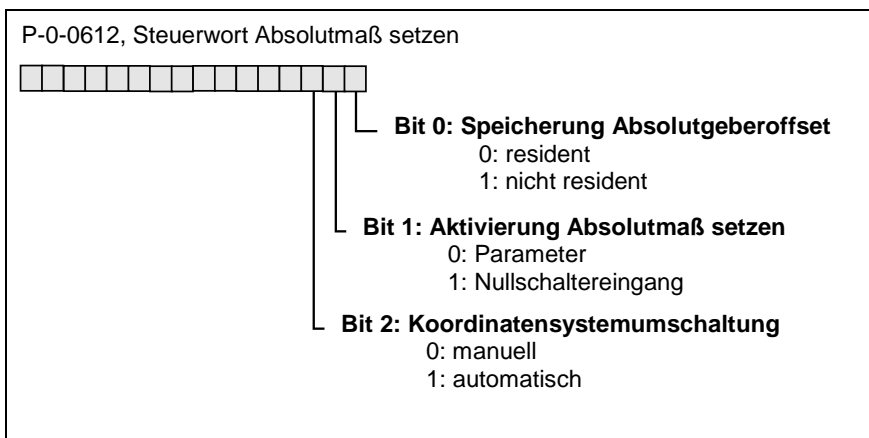 P-0-0612, Steuerwort Absolutmaß setzen
Bit 0: Speicherung Absolutgeberoffset
0: resident
1: nicht resident
Bit 1: Aktivierung Absolutmaß setzen
0: Parameter
1: Nullschaltereingang
Bit 2: Koordinatensystemumschaltung
0: manuell
1: automatisch